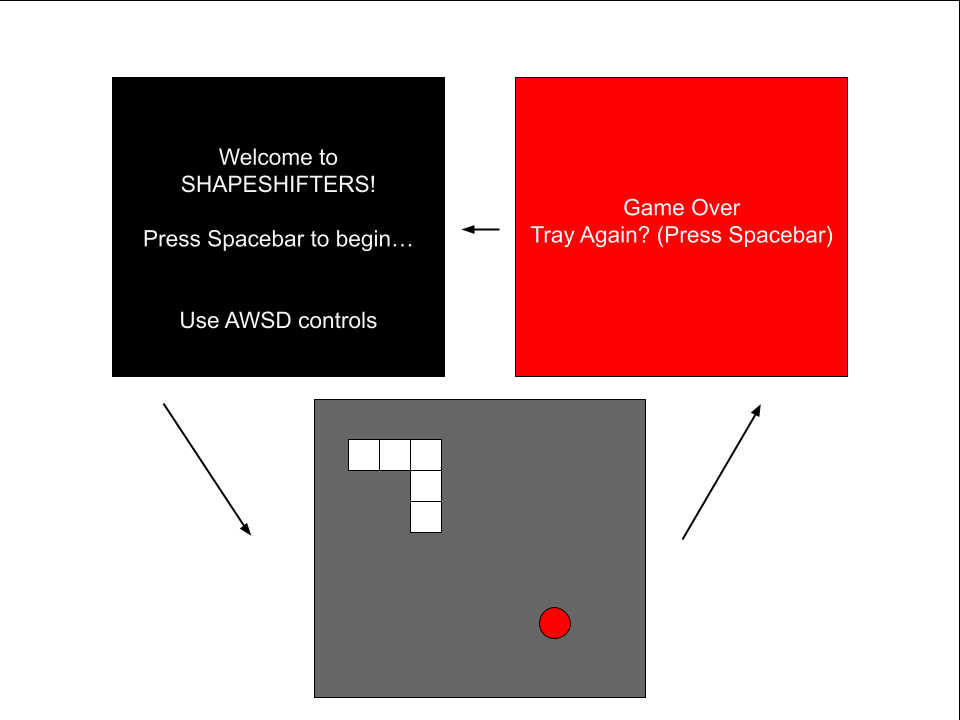 Welcome to
SHAPESHIFTERS!
Press Spacebar to begin…
Use AWSD controls
Game Over
Tray Again? (Press Spacebar)